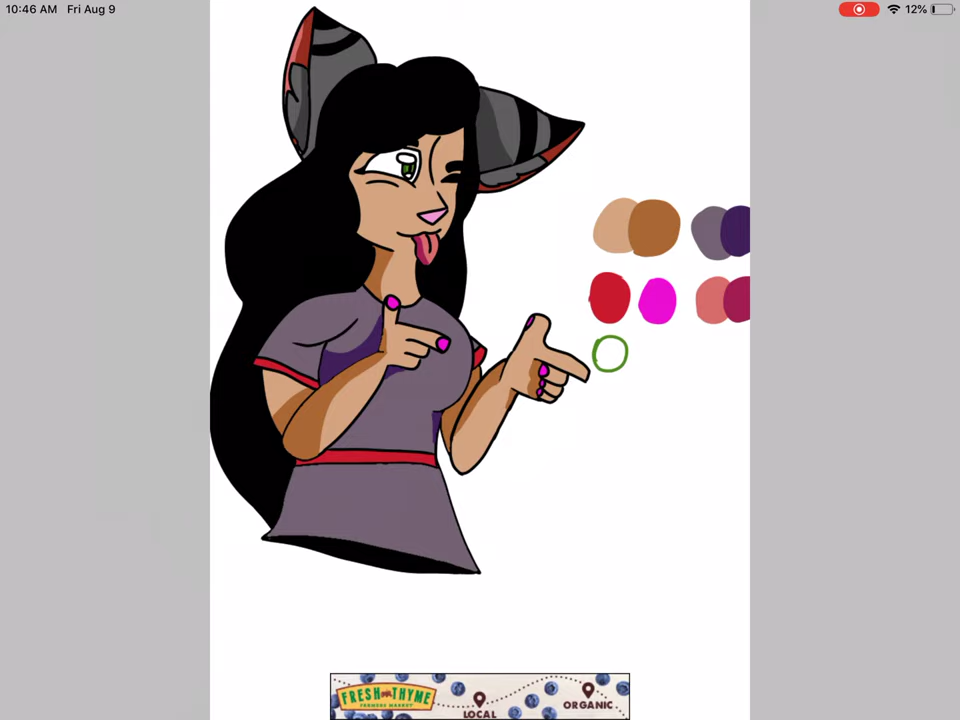 10:46 AM Fri Aug 9
12%
FRESH THYME
FARMERS MARKET
LOCAL
ORGANIC